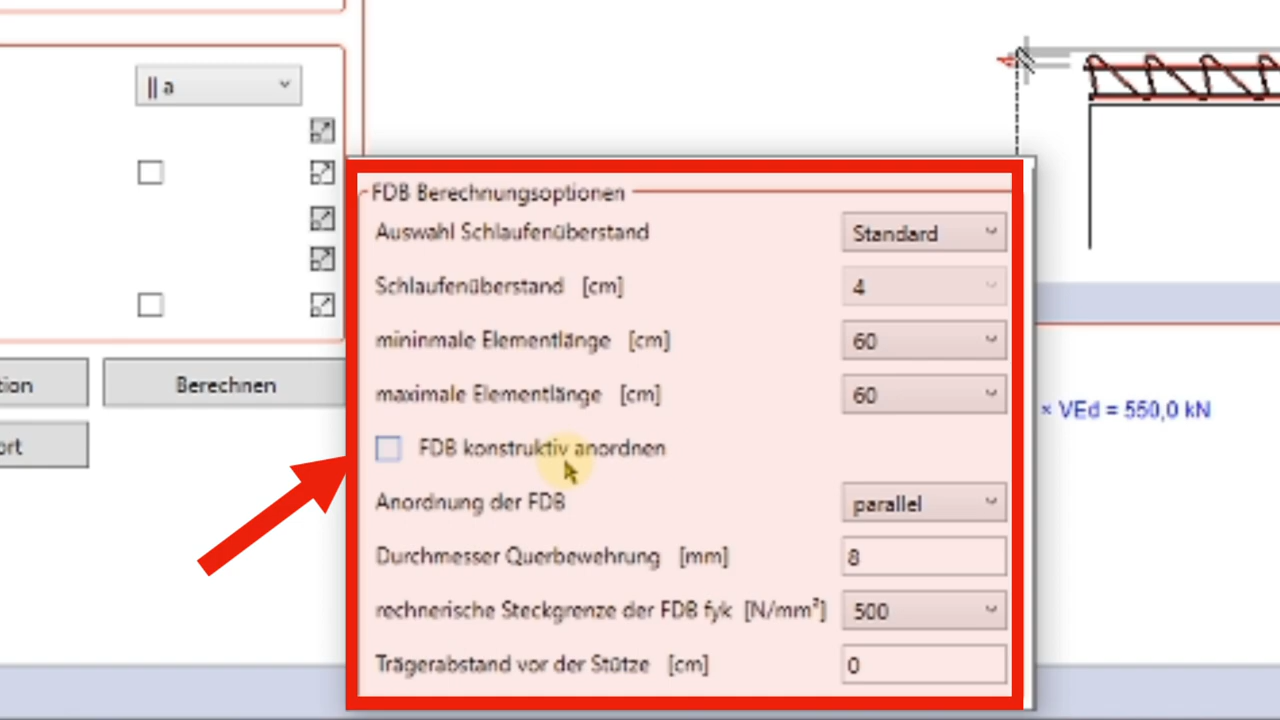 || a
FDB Berechnungsoptionen
Auswahl Schlaufenüberstand Standard
Schlaufenüberstand [cm] 4
mininmale Elementlänge [cm] 60
maximale Elementlänge [cm] 60
tion Berechnen
× VEd = 550,0 kN
ort
FDB konstruktiv anordnen
Anordnung der FDB parallel
Durchmesser Querbewehrung [mm] 8
rechnerische Steckgrenze der FDB fyk [N/mm²] 500
Trägerabstand vor der Stütze [cm] 0